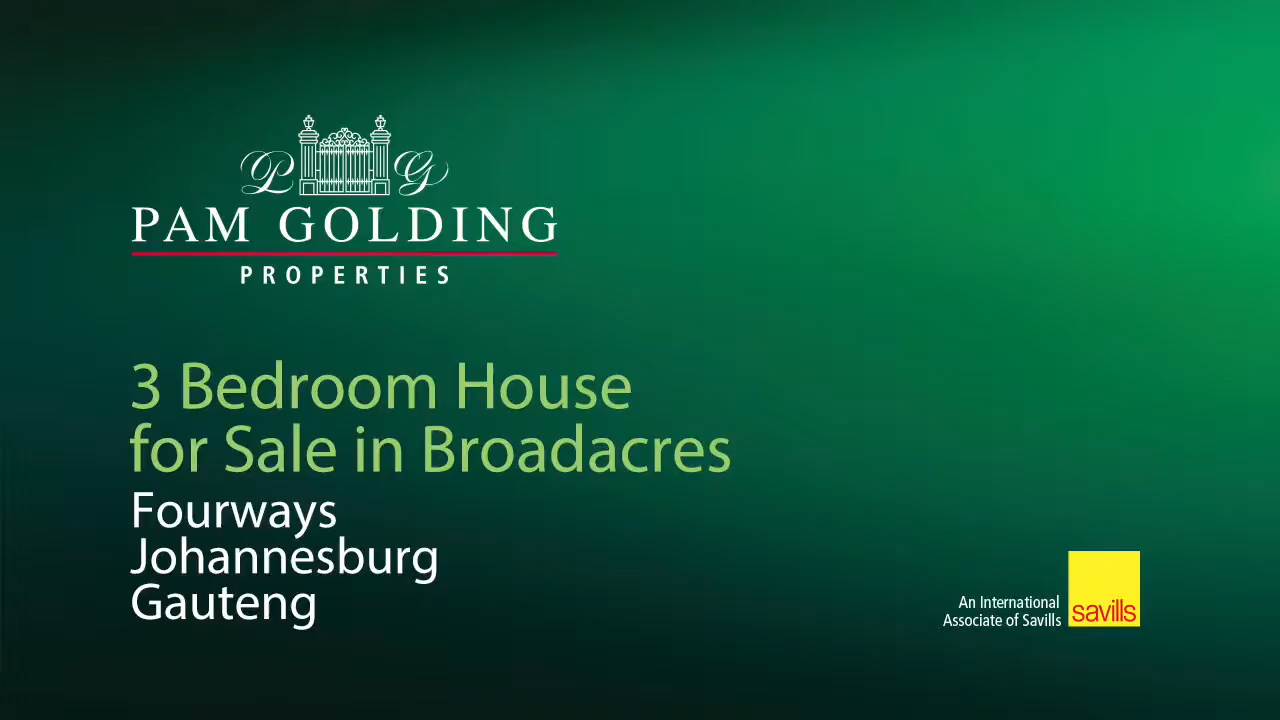 P G
PAM GOLDING
PROPERTIES
3 Bedroom House
for Sale in Broadacres
Fourways
Johannesburg
Gauteng
An International
Associate of Savills
savills